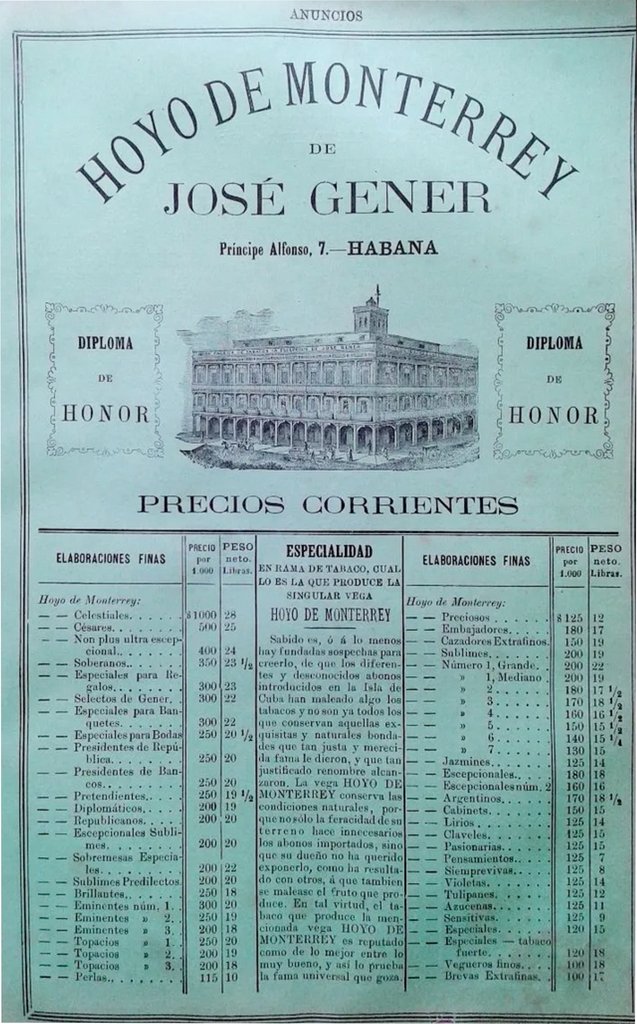 ANUNCIOS
HOYO DE MONTERREY
DE
JOSÉ GENER
Príncipe Alfonso, 7.—HABANA
DIPLOMA
DE
HONOR
DIPLOMA
DE
HONOR
PRECIOS CORRIENTES
ELABORACIONES FINAS
PRECIO
por
1.000
PESO
neto.
Libras.
Hoyo de Monterrey:
— — Celestiales. $1000 28
— — Césares. 500 25
— — Non plus ultra excep-
cional. 400 24
— — Soberanos. 350 23 1/2
— — Especiales para Re-
galos. 300 23
— — Selectos de Gener. 300 22
— — Especiales para Ban-
quetes. 300 22
— — Especiales para Bodas 250 20 1/2
— — Presidentes de Repú-
blica. 250 20
— — Presidentes de Ban-
cos. 250 20
— — Pretendientes. 250 19 1/2
— — Diplomáticos. 200 19
— — Republicanos. 200 20
— — Escepcionales Subli-
mes. 200 20
— — Sobremesas Especia-
les. 200 22
— — Sublimes Predilectos. 200 20
— — Brillantes. 250 18
— — Eminentes núm. 1. 300 20
— — Eminentes » 2. 250 19
— — Eminentes » 3. 200 18
— — Topacios » 1. 250 20
— — Topacios » 2. 200 19
— — Topacios » 3. 200 18
— — Perlas. 115 10
ESPECIALIDAD
EN RAMA DE TABACO, CUAL
LO ES LA QUE PRODUCE LA
SINGULAR VEGA
HOYO DE MONTERREY
Sabido es, ó á lo menos
hay fundadas sospechas para
creerlo, de que los diferen-
tes y desconocidos abonos
introducidos en la Isla de
Cuba han maleado algo los
tabacos y no son ya todos los
que conservan aquellas ex-
quisitas y naturales bonda-
des que tan justa y mereci-
da fama le dieron, y que tan
justificado renombre alcan-
zaron. La vega HOYO DE
MONTERREY conserva las
condiciones naturales, por-
que no sólo la feracidad de su
terreno hace innecesarios
los abonos importados, sino
que su dueño no ha querido
exponerlo, como ha resulta-
do con otros, á que tambien
se malease el fruto que pro-
duce. En tal virtud, el ta-
baco que produce la men-
cionada vega HOYO DE
MONTERREY es reputado
como de lo mejor entre lo
muy bueno, y así lo prueba
la fama universal que goza.
ELABORACIONES FINAS
PRECIO
por
1.000
PESO
neto.
Libras.
Hoyo de Monterrey:
— — Preciosos. $125 12
— — Embajadores. 180 17
— — Cazadores Extrafinos. 150 19
— — Sublimes. 200 19
— — Número 1, Grande. 200 22
— — » 1, Mediano. 200 19
— — » 2. 180 17 1/2
— — » 3. 170 18 1/2
— — » 4. 160 16 1/2
— — » 5. 150 15 1/2
— — » 6. 140 15 1/4
— — » 7. 130 15
— — Jazmines. 125 14
— — Escepcionales. 180 18
— — Escepcionales núm. 2 160 16
— — Argentinos. 170 18 1/2
— — Cabinets. 150 15
— — Lirios. 125 14
— — Claveles. 125 15
— — Pasionarias. 125 15
— — Pensamientos. 125 7
— — Siemprevivas. 125 8
— — Violetas. 125 14
— — Tulipanes. 125 12
— — Azucenas. 125 11
— — Sensitivas. 125 9
— — Especiales. 120 15
— — Especiales — tabaco
fuerte. 120 18
— — Vegueros finos. 100 18
— — Brevas Extrafinas. 100 17